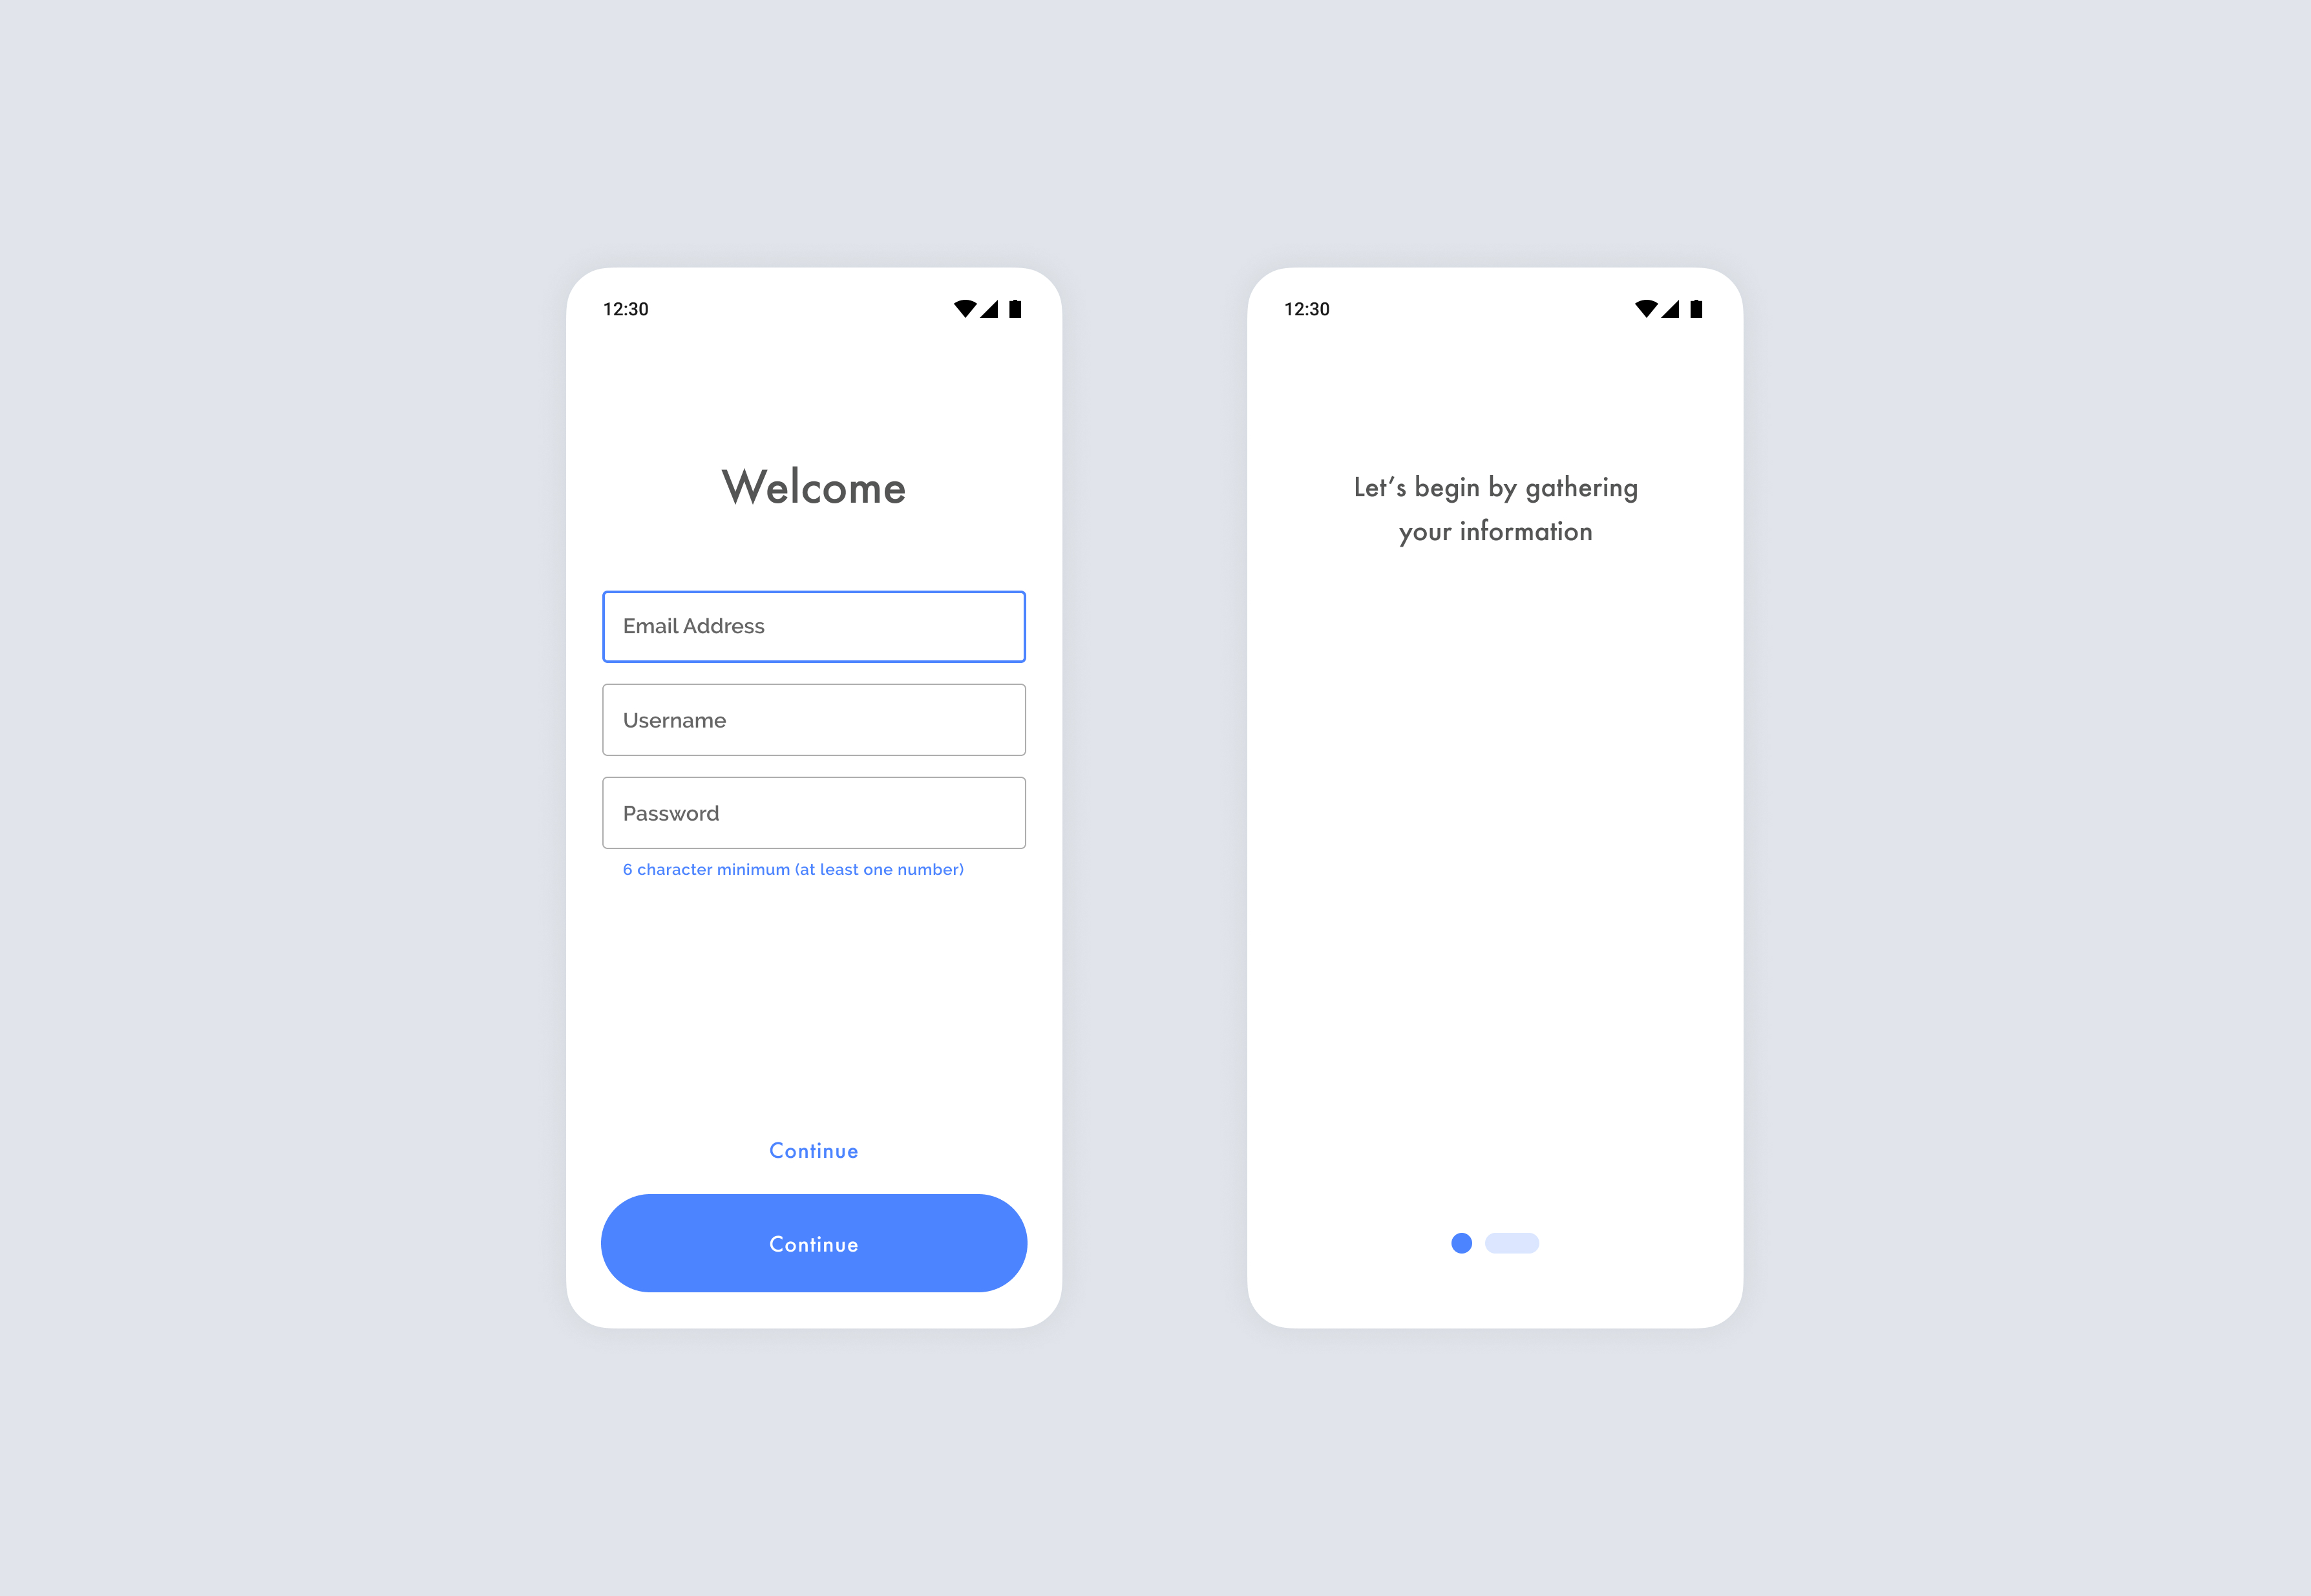 12:30
Welcome
Email Address
Username
Password
6 character minimum (at least one number)
Continue
Continue
12:30
Let’s begin by gathering
your information